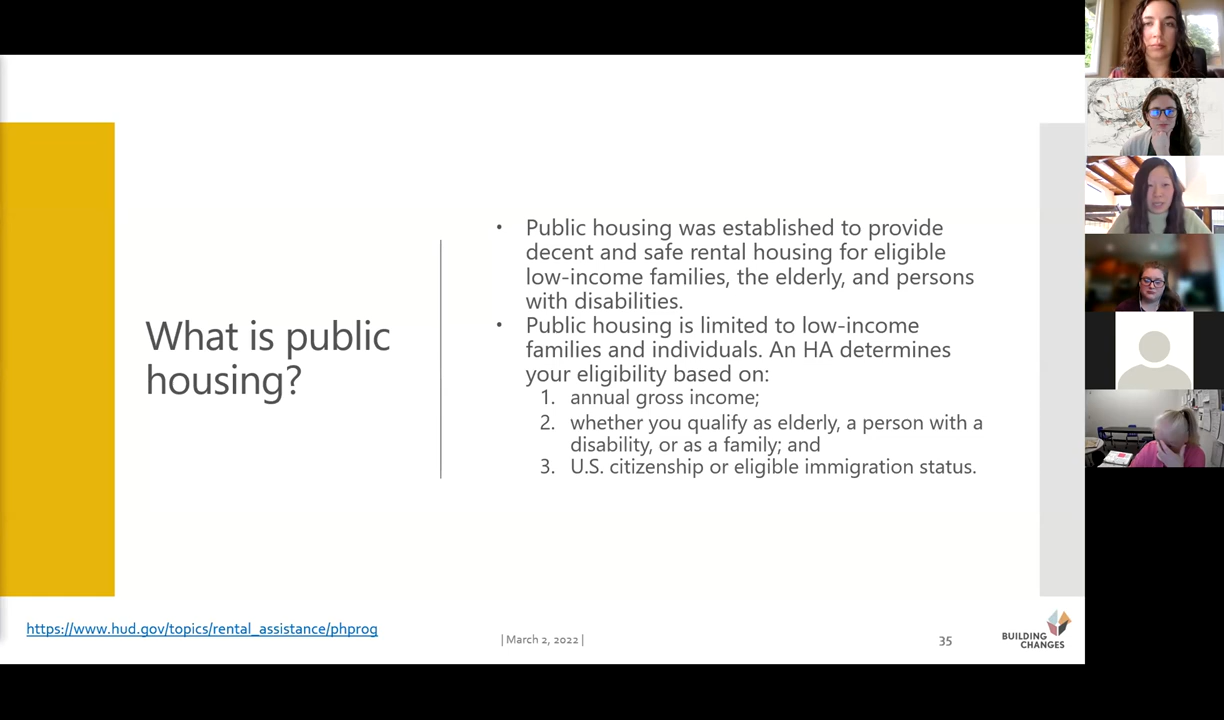 What is public
housing?
• Public housing was established to provide
decent and safe rental housing for eligible
low-income families, the elderly, and persons
with disabilities.
• Public housing is limited to low-income
families and individuals. An HA determines
your eligibility based on:
1. annual gross income;
2. whether you qualify as elderly, a person with a
disability, or as a family; and
3. U.S. citizenship or eligible immigration status.
https://www.hud.gov/topics/rental_assistance/phprog
| March 2, 2022 |
35
BUILDING
CHANGES